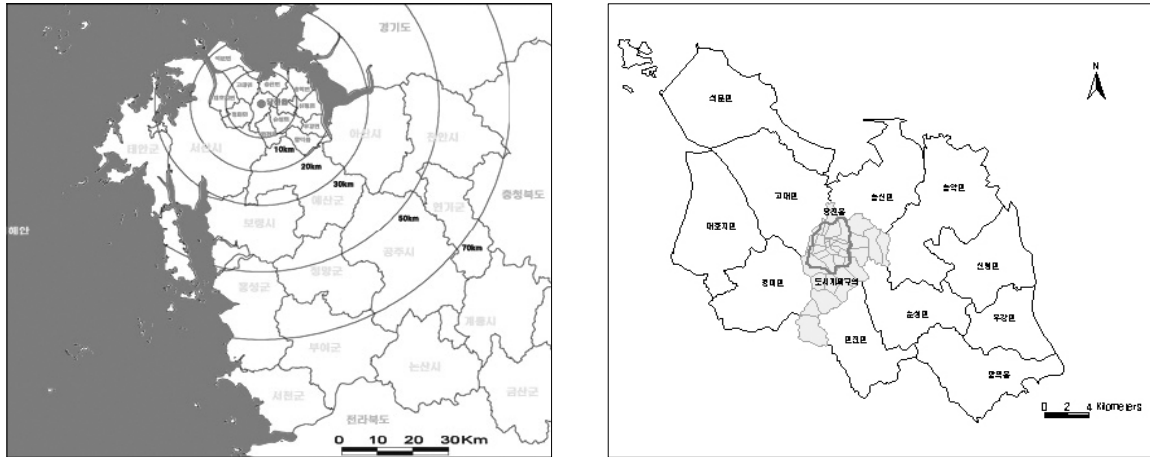 경기도
아산시
천안시
태안군
서산시
10km
20km
30km
예산군
연기군
충청북도
보령시
50km
해안
공주시
70km
청양군
홍성군
계룡시
부여군
논산시
서천군
금산군
전라북도
0 10 20 30Km
N
석문면
고대면
송산면
송악면
당진읍
대호지면
신평면
정미면
도시계획구역
순성면
우강면
면천면
합덕읍
0 2 4 Kilometers